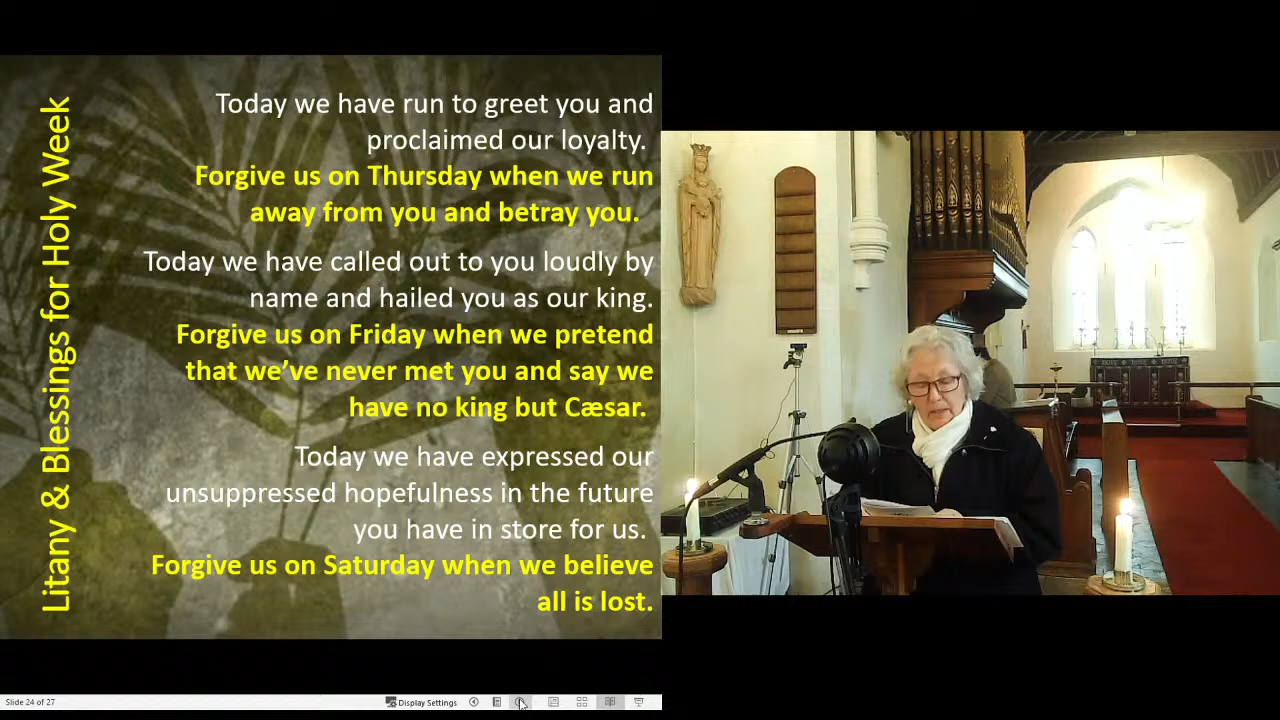 Litany & Blessings for Holy Week
Today we have run to greet you and
proclaimed our loyalty.
Forgive us on Thursday when we run
away from you and betray you.
Today we have called out to you loudly by
name and hailed you as our king.
Forgive us on Friday when we pretend
that we’ve never met you and say we
have no king but Cæsar.
Today we have expressed our
unsuppressed hopefulness in the future
you have in store for us.
Forgive us on Saturday when we believe
all is lost.
Slide 24 of 27
Display Settings